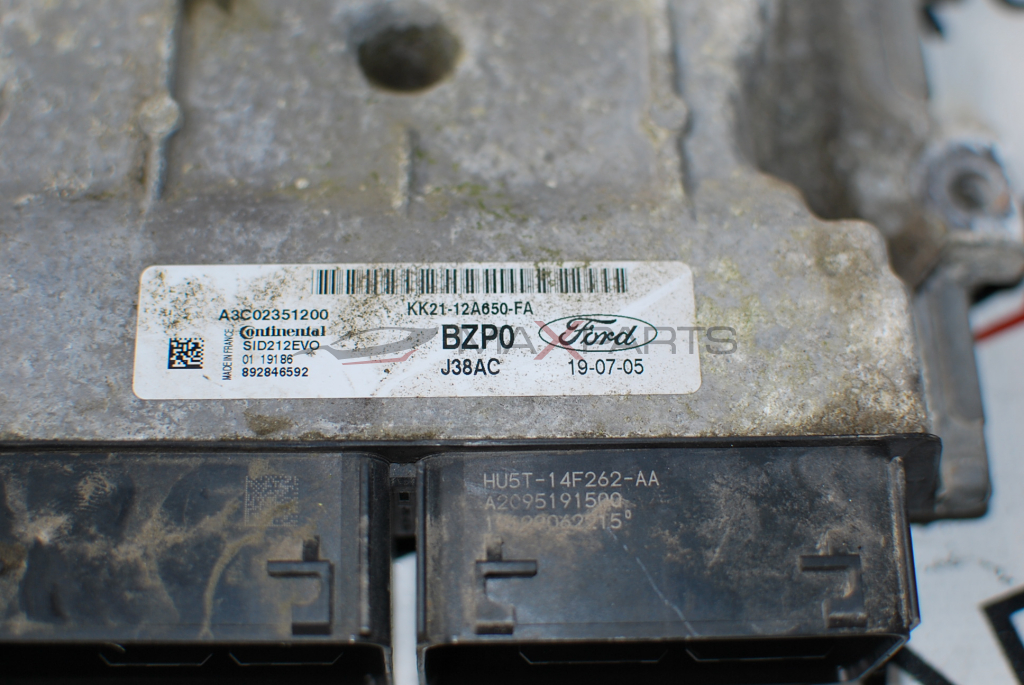 A3C02351200
Continental
SID212EVO
01 19186
892846592
MADE IN FRANCE
KK21-12A650-FA
BZP0
J38AC
Ford
19-07-05
MAXPARTS
HU5T-14F262-AA
A2C95191500